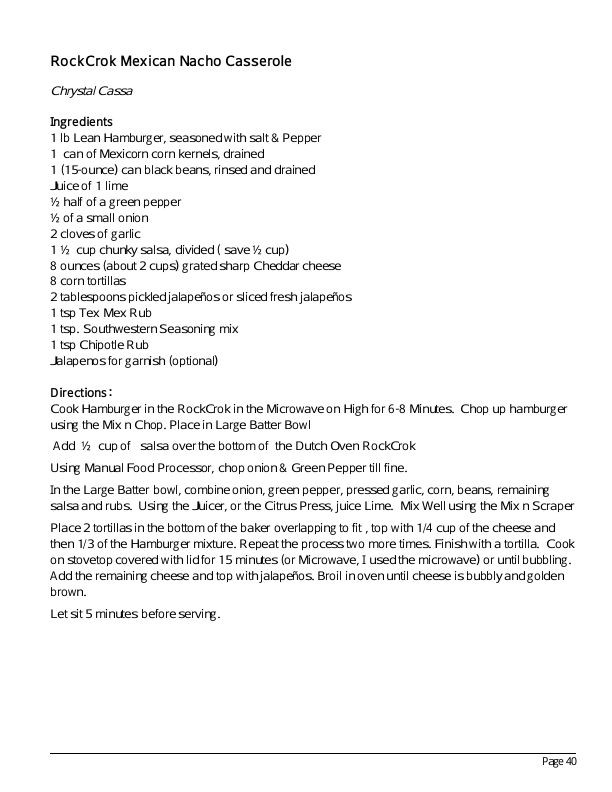 RockCrok Mexican Nacho Casserole
Chrystal Cassa
Ingredients
1 lb Lean Hamburger, seasoned with salt & Pepper
1 can of Mexicorn corn kernels, drained
1 (15-ounce) can black beans, rinsed and drained
Juice of 1 lime
½ half of a green pepper
½ of a small onion
2 cloves of garlic
1 ½ cup chunky salsa, divided ( save ½ cup)
8 ounces (about 2 cups) grated sharp Cheddar cheese
8 corn tortillas
2 tablespoons pickled jalapeños or sliced fresh jalapeños
1 tsp Tex Mex Rub
1 tsp. Southwestern Seasoning mix
1 tsp Chipotle Rub
Jalapenos for garnish (optional)
Directions:
Cook Hamburger in the RockCrok in the Microwave on High for 6-8 Minutes. Chop up hamburger
using the Mix n Chop. Place in Large Batter Bowl
Add ½ cup of salsa over the bottom of the Dutch Oven RockCrok
Using Manual Food Processor, chop onion & Green Pepper till fine.
In the Large Batter bowl, combine onion, green pepper, pressed garlic, corn, beans, remaining
salsa and rubs. Using the Juicer, or the Citrus Press, juice Lime. Mix Well using the Mix n Scraper
Place 2 tortillas in the bottom of the baker overlapping to fit , top with 1/4 cup of the cheese and
then 1/3 of the Hamburger mixture. Repeat the process two more times. Finish with a tortilla. Cook
on stovetop covered with lid for 15 minutes (or Microwave, I used the microwave) or until bubbling.
Add the remaining cheese and top with jalapeños. Broil in oven until cheese is bubbly and golden
brown.
Let sit 5 minutes before serving.
Page 40